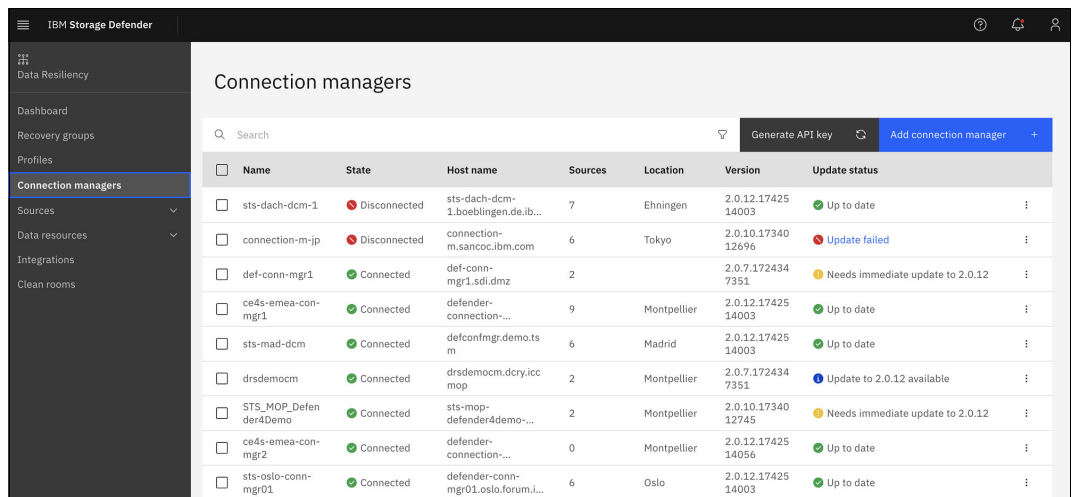 IBM Storage Defender
Data Resiliency
Dashboard
Recovery groups
Profiles
Connection managers
Sources
Data resources
Integrations
Clean rooms
Connection managers
Search
Generate API key
Add connection manager +
Name State Host name Sources Location Version Update status
sts-dach-dcm-1 Disconnected sts-dach-dcm- 7 Ehningen 2.0.12.17425 Up to date
1.boeblingen.de.ib... 14003
connection-m-jp Disconnected connection- 6 Tokyo 2.0.10.17340 Update failed
m.sancoc.ibm.com 12696
def-conn-mgr1 Connected def-conn- 2 2.0.7.172434 Needs immediate update to 2.0.12
mgr1.sdi.dmz 7351
ce4s-emea-con- Connected defender- 9 Montpellier 2.0.12.17425 Up to date
mgr1 connection-... 14003
sts-mad-dcm Connected defconfmgr.demo.ts 6 Madrid 2.0.12.17425 Up to date
m 14003
drsdemocm Connected drsdemocm.dcry.icc 2 Montpellier 2.0.7.172434 Update to 2.0.12 available
mop 7351
STS_MOP_Defen Connected sts-mop- 2 Montpellier 2.0.10.17340 Needs immediate update to 2.0.12
der4Demo defender4demo-... 12745
ce4s-emea-con- Connected defender- 0 Montpellier 2.0.12.17425 Up to date
mgr2 connection-... 14056
sts-oslo-conn- Connected defender-conn- 6 Oslo 2.0.12.17425 Up to date
mgr01 mgr01.oslo.forum.i... 14003